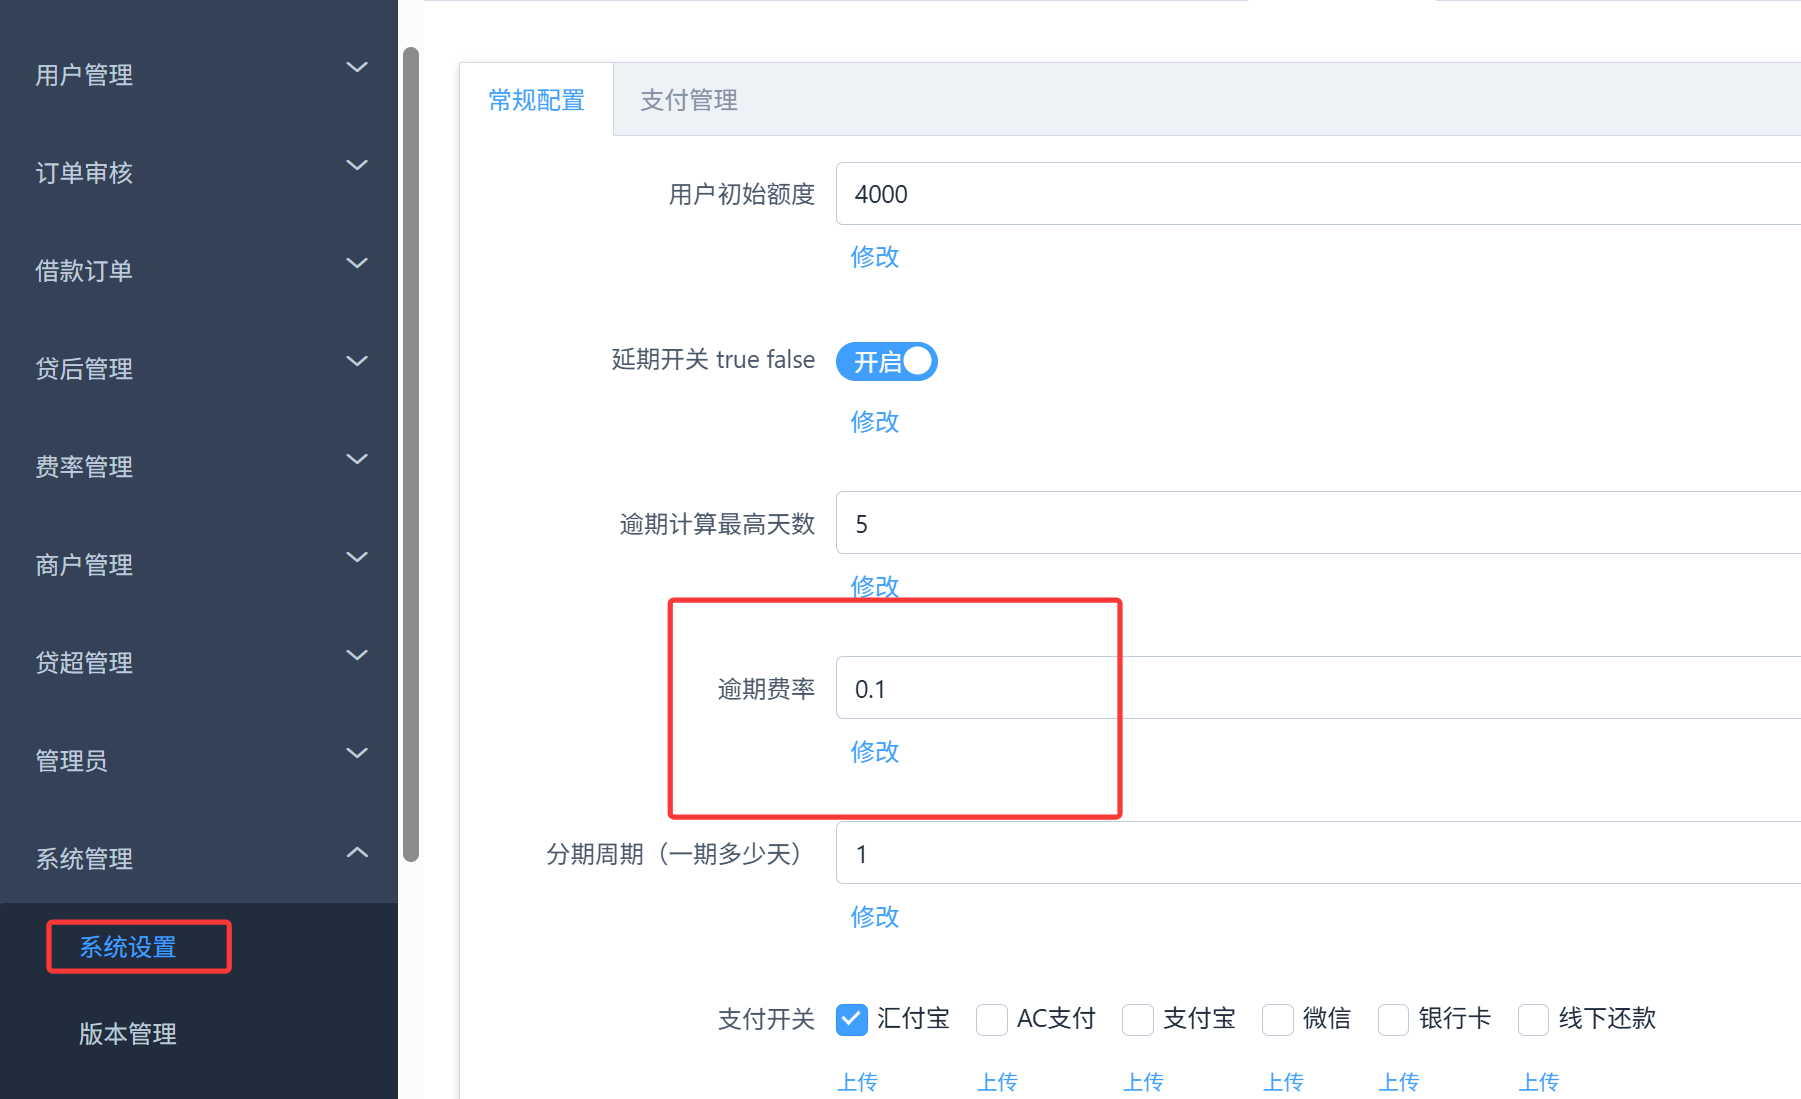 用户管理
订单审核
借款订单
贷后管理
费率管理
商户管理
贷超管理
管理员
系统管理
系统设置
版本管理
常规配置 支付管理
用户初始额度 4000
修改
延期开关 true false 开启
修改
逾期计算最高天数 5
修改
逾期费率 0.1
修改
分期周期（一期多少天） 1
修改
支付开关 汇付宝 AC支付 支付宝 微信 银行卡 线下还款
上传 上传 上传 上传 上传 上传